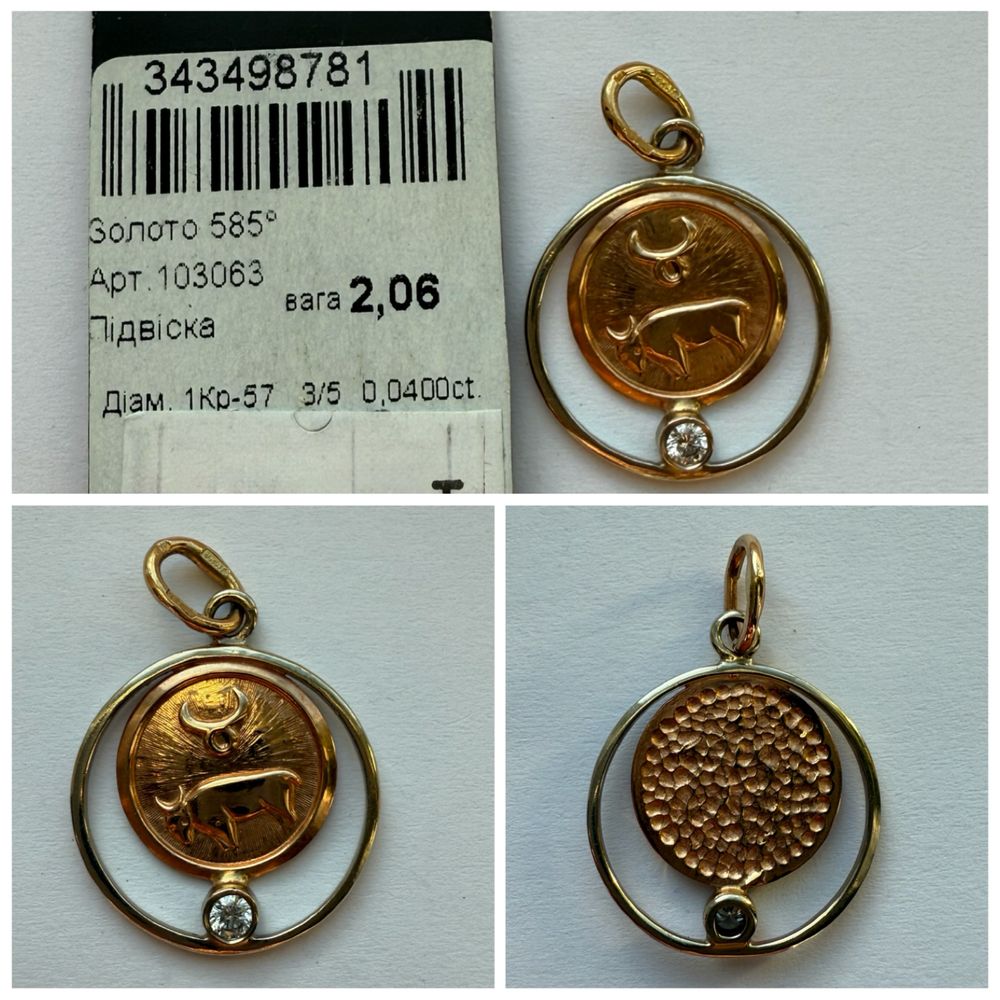 343498781
Золото 585°
Арт.103063
вага 2,06
Підвіска
Діам. 1Кр-57 3/5 0,0400ct.